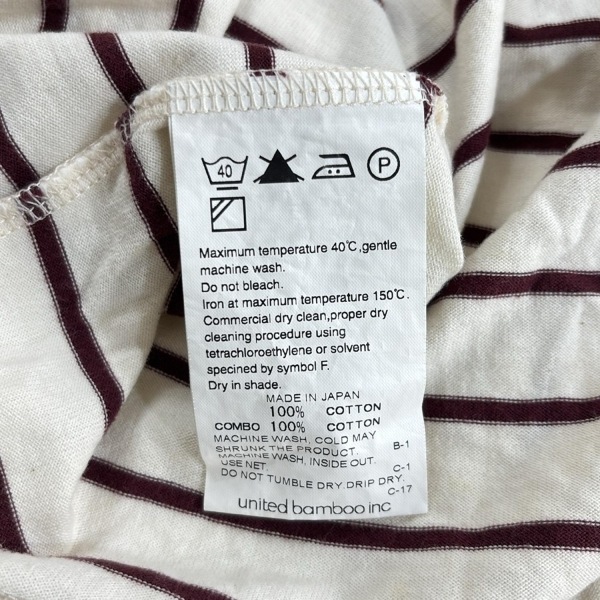 40 P
Maximum temperature 40℃,gentle
machine wash.
Do not bleach.
Iron at maximum temperature 150℃.
Commercial dry clean,proper dry
cleaning procedure using
tetrachloroethylene or solvent
specined by symbol F.
Dry in shade.
MADE IN JAPAN
100% COTTON
COMBO 100% COTTON
MACHINE WASH, COLD MAY
SHRUNK THE PRODUCT. B-1
MACHINE WASH, INSIDE OUT.
USE NET. C-1
DO NOT TUMBLE DRY. DRIP DRY.
C-17
united bamboo inc